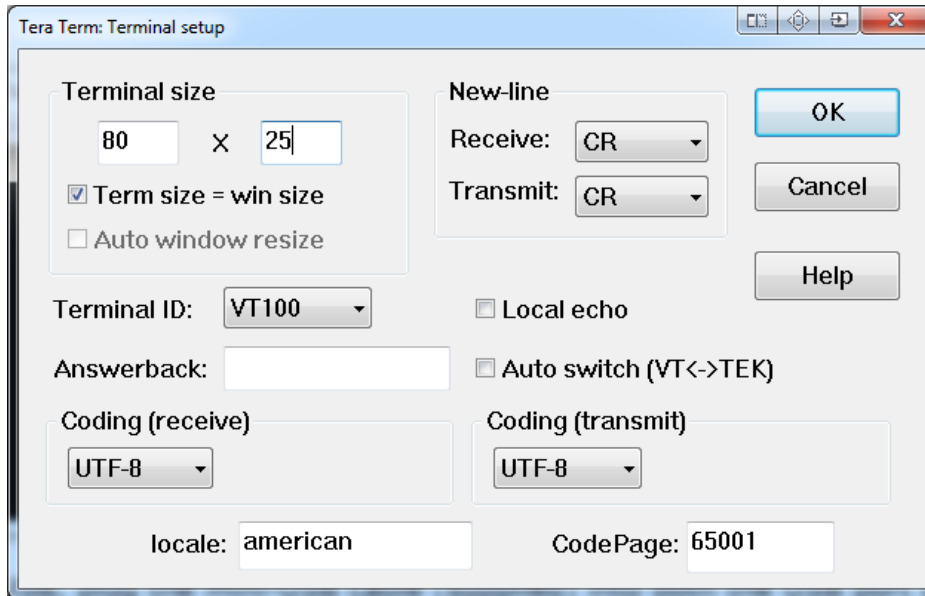 Tera Term: Terminal setup
Terminal size
80 X 25
Term size = win size
Auto window resize
New-line
Receive: CR
Transmit: CR
OK
Cancel
Help
Terminal ID: VT100
Local echo
Answerback:
Auto switch (VT<->TEK)
Coding (receive)
UTF-8
Coding (transmit)
UTF-8
locale: american
CodePage: 65001